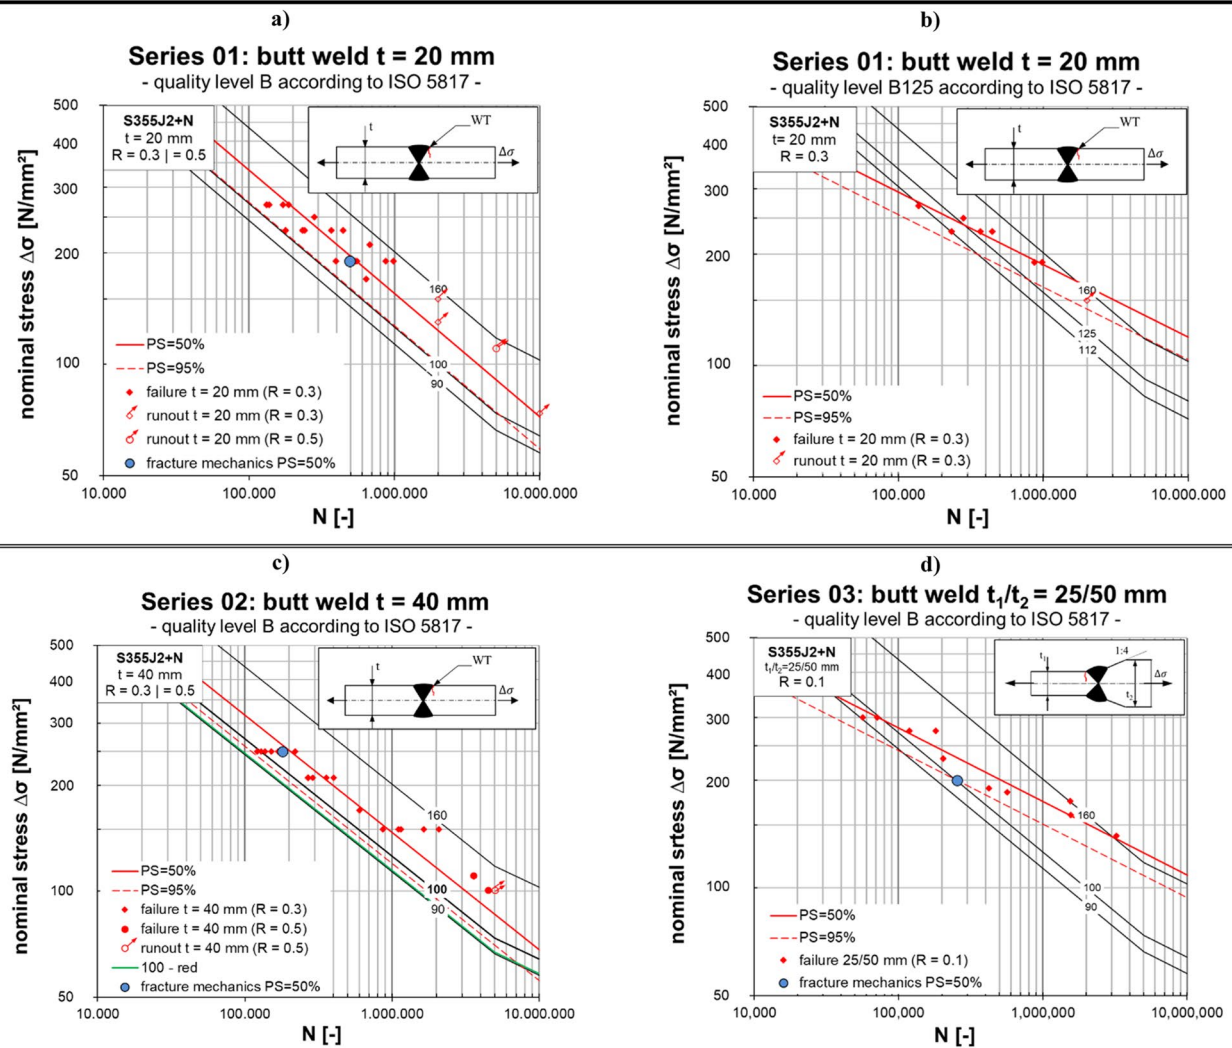 a)
Series 01: butt weld t = 20 mm
- quality level B according to ISO 5817 -
nominal stress Δσ [N/mm²]
500
400
300
200
100
50
S355J2+N
t = 20 mm
R = 0.3 | = 0.5
t
WT
Δσ
160
100
90
PS=50%
PS=95%
failure t = 20 mm (R = 0.3)
runout t = 20 mm (R = 0.3)
runout t = 20 mm (R = 0.5)
fracture mechanics PS=50%
10.000
100.000
1.000.000
10.000.000
N [-]
b)
Series 01: butt weld t = 20 mm
- quality level B125 according to ISO 5817 -
nominal stress Δσ [N/mm²]
500
400
300
200
100
50
S355J2+N
t= 20 mm
R = 0.3
t
WT
Δσ
160
125
112
PS=50%
PS=95%
failure t = 20 mm (R = 0.3)
runout t = 20 mm (R = 0.3)
10.000
100.000
1.000.000
10.000.000
N [-]
c)
Series 02: butt weld t = 40 mm
- quality level B according to ISO 5817 -
nominal stress Δσ [N/mm²]
500
400
300
200
100
50
S355J2+N
t = 40 mm
R = 0.3 | = 0.5
t
WT
Δσ
160
100
90
PS=50%
PS=95%
failure t = 40 mm (R = 0.3)
failure t = 40 mm (R = 0.5)
runout t = 40 mm (R = 0.5)
100 - red
fracture mechanics PS=50%
10.000
100.000
1.000.000
10.000.000
N [-]
d)
Series 03: butt weld t₁/t₂ = 25/50 mm
- quality level B according to ISO 5817 -
nominal srtess Δσ [N/mm²]
500
400
300
200
100
50
S355J2+N
t₁/t₂=25/50 mm
R = 0.1
t₁
1:4
t₂
Δσ
160
100
90
PS=50%
PS=95%
failure 25/50 mm (R = 0.1)
fracture mechanics PS=50%
10,000
100,000
1,000,000
10,000,000
N [-]